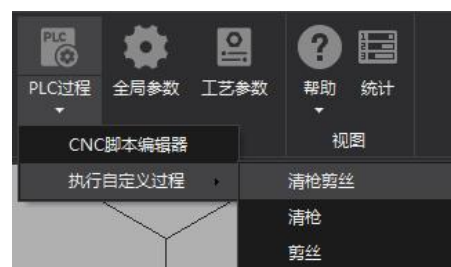 PLC
PLC过程 全局参数 工艺参数 帮助 统计
视图
CNC脚本编辑器
执行自定义过程
清枪剪丝
清枪
剪丝